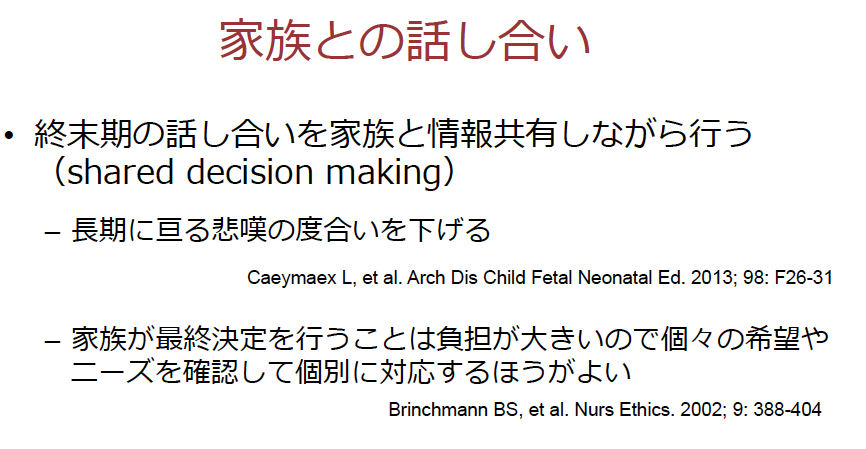 家族との話し合い
• 終末期の話し合いを家族と情報共有しながら行う
（shared decision making）
– 長期に亘る悲嘆の度合いを下げる
Caeymaex L, et al. Arch Dis Child Fetal Neonatal Ed. 2013; 98: F26-31
– 家族が最終決定を行うことは負担が大きいので個々の希望や
ニーズを確認して個別に対応するほうがよい
Brinchmann BS, et al. Nurs Ethics. 2002; 9: 388-404